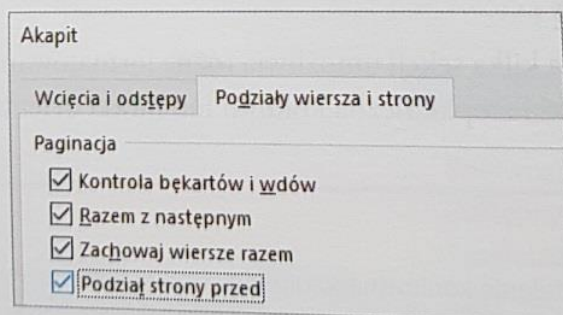 Akapit
Wcięcia i odstępy Podziały wiersza i strony
Paginacja
Kontrola bękartów i wdów
Razem z następnym
Zachowaj wiersze razem
Podział strony przed